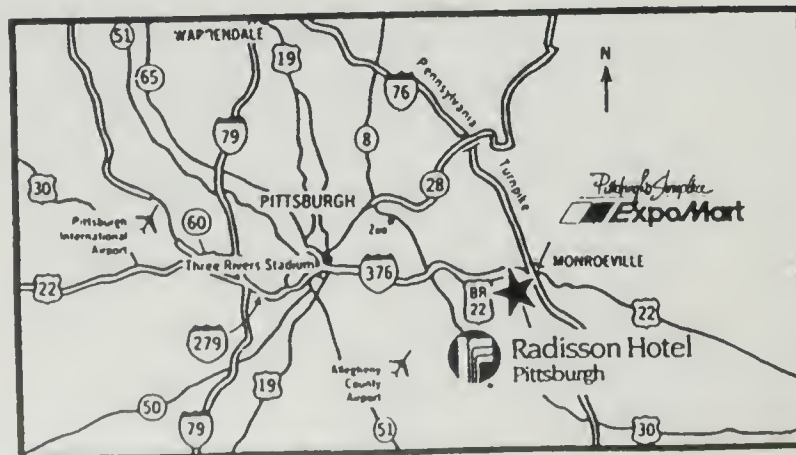 51
WARRENDALE
19
65
76
Pennsylvania
N
79
8
30
28
Turnpike
PITTSBURGH
ExpoMart
Pittsburgh
International
Airport
60
Zoo
Three Rivers Stadium
MONROEVILLE
22
376
BR
22
22
279
Radisson Hotel
Pittsburgh
Allegheny
County
Airport
19
50
79
51
30